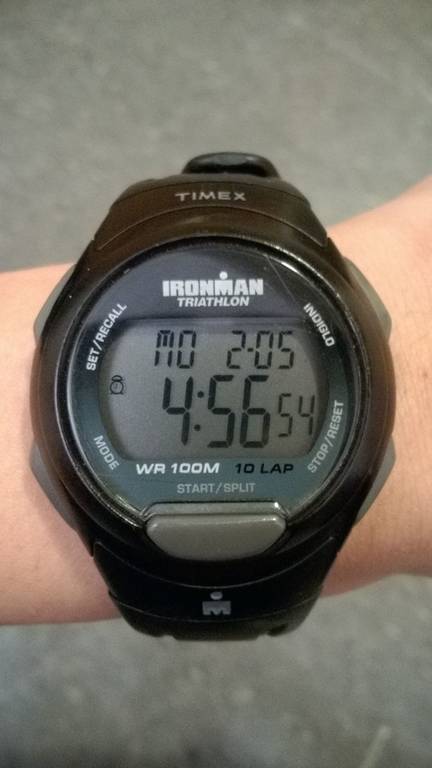 TIMEX
IRONMAN
TRIATHLON
SET/RECALL
INDIGLO
MO 2-05
4:56 54
MODE
STOP/RESET
WR 100M 10 LAP
START/SPLIT
M